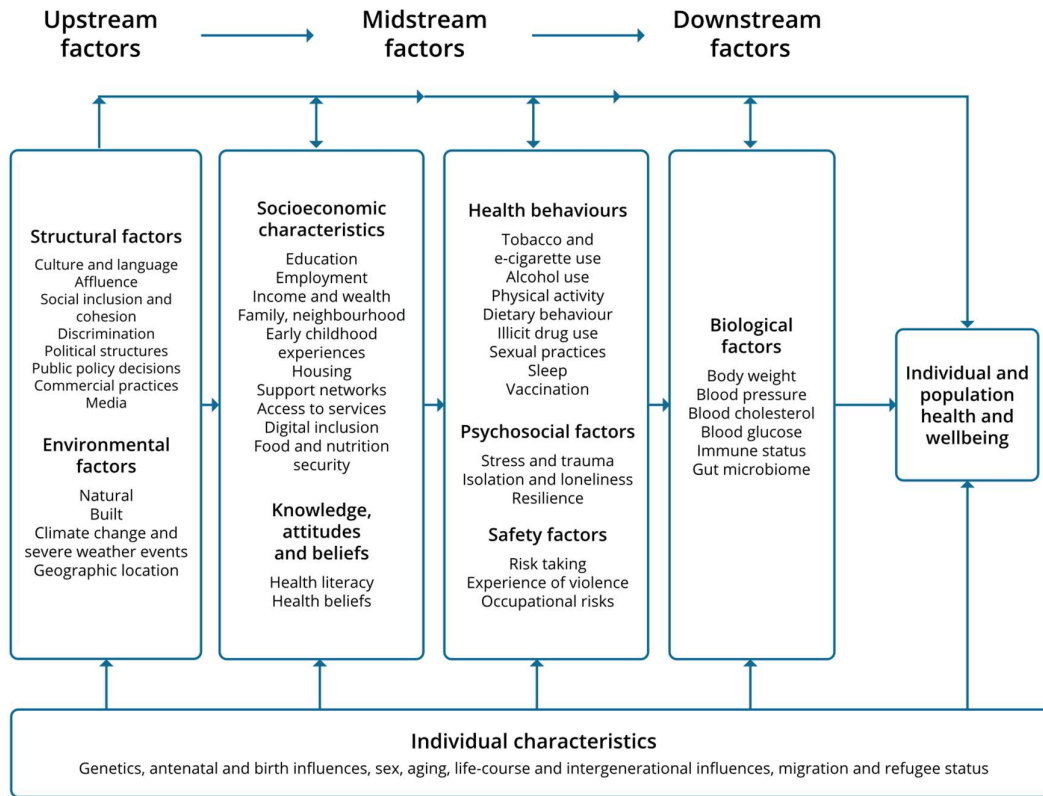 Upstream
factors
Midstream
factors
Downstream
factors
Structural factors
Culture and language
Affluence
Social inclusion and
cohesion
Discrimination
Political structures
Public policy decisions
Commercial practices
Media
Environmental
factors
Natural
Built
Climate change and
severe weather events
Geographic location
Socioeconomic
characteristics
Education
Employment
Income and wealth
Family, neighbourhood
Early childhood
experiences
Housing
Support networks
Access to services
Digital inclusion
Food and nutrition
security
Knowledge,
attitudes
and beliefs
Health literacy
Health beliefs
Health behaviours
Tobacco and
e-cigarette use
Alcohol use
Physical activity
Dietary behaviour
Illicit drug use
Sexual practices
Sleep
Vaccination
Psychosocial factors
Stress and trauma
Isolation and loneliness
Resilience
Safety factors
Risk taking
Experience of violence
Occupational risks
Biological
factors
Body weight
Blood pressure
Blood cholesterol
Blood glucose
Immune status
Gut microbiome
Individual and
population
health and
wellbeing
Individual characteristics
Genetics, antenatal and birth influences, sex, aging, life-course and intergenerational influences, migration and refugee status